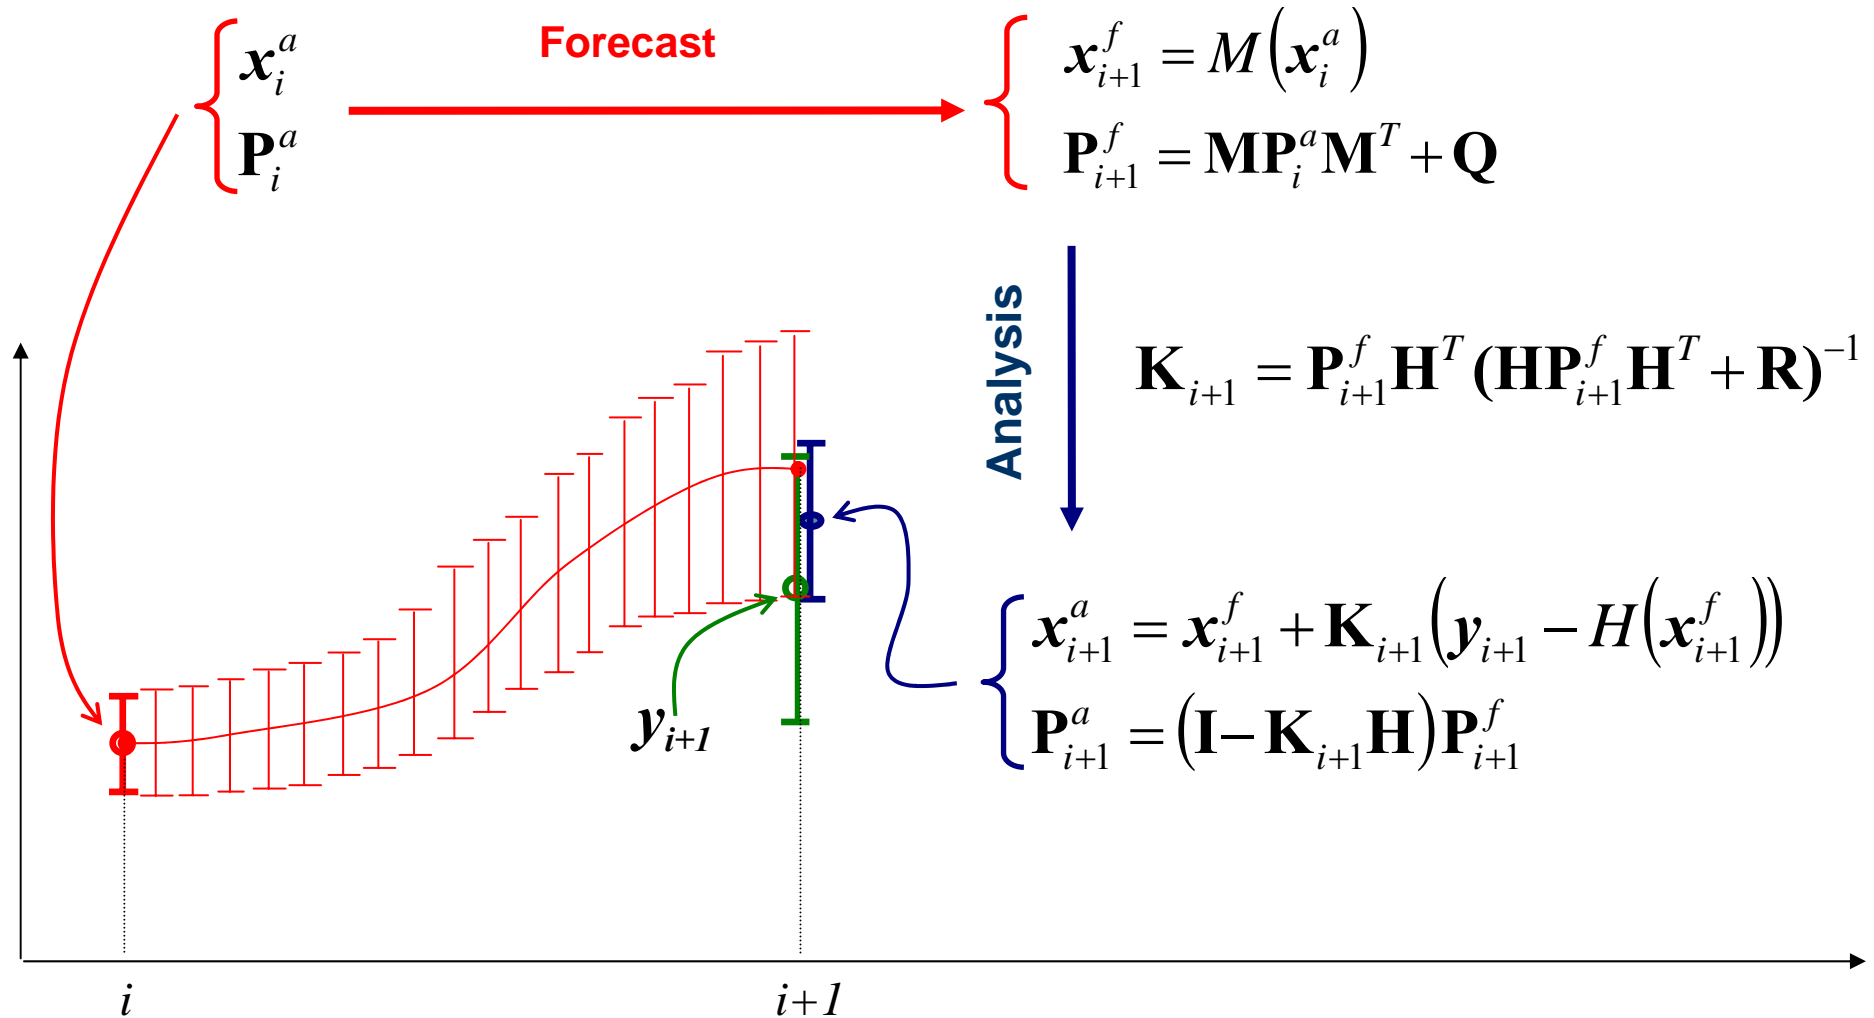 Forecast
x_i^a
P_i^a
x_{i+1}^f = M(x_i^a)
P_{i+1}^f = MP_i^a M^T + Q
Analysis
K_{i+1} = P_{i+1}^f H^T (HP_{i+1}^f H^T + R)^{-1}
x_{i+1}^a = x_{i+1}^f + K_{i+1}(y_{i+1} − H(x_{i+1}^f))
P_{i+1}^a = (I − K_{i+1}H)P_{i+1}^f
y_{i+1}
i
i+1